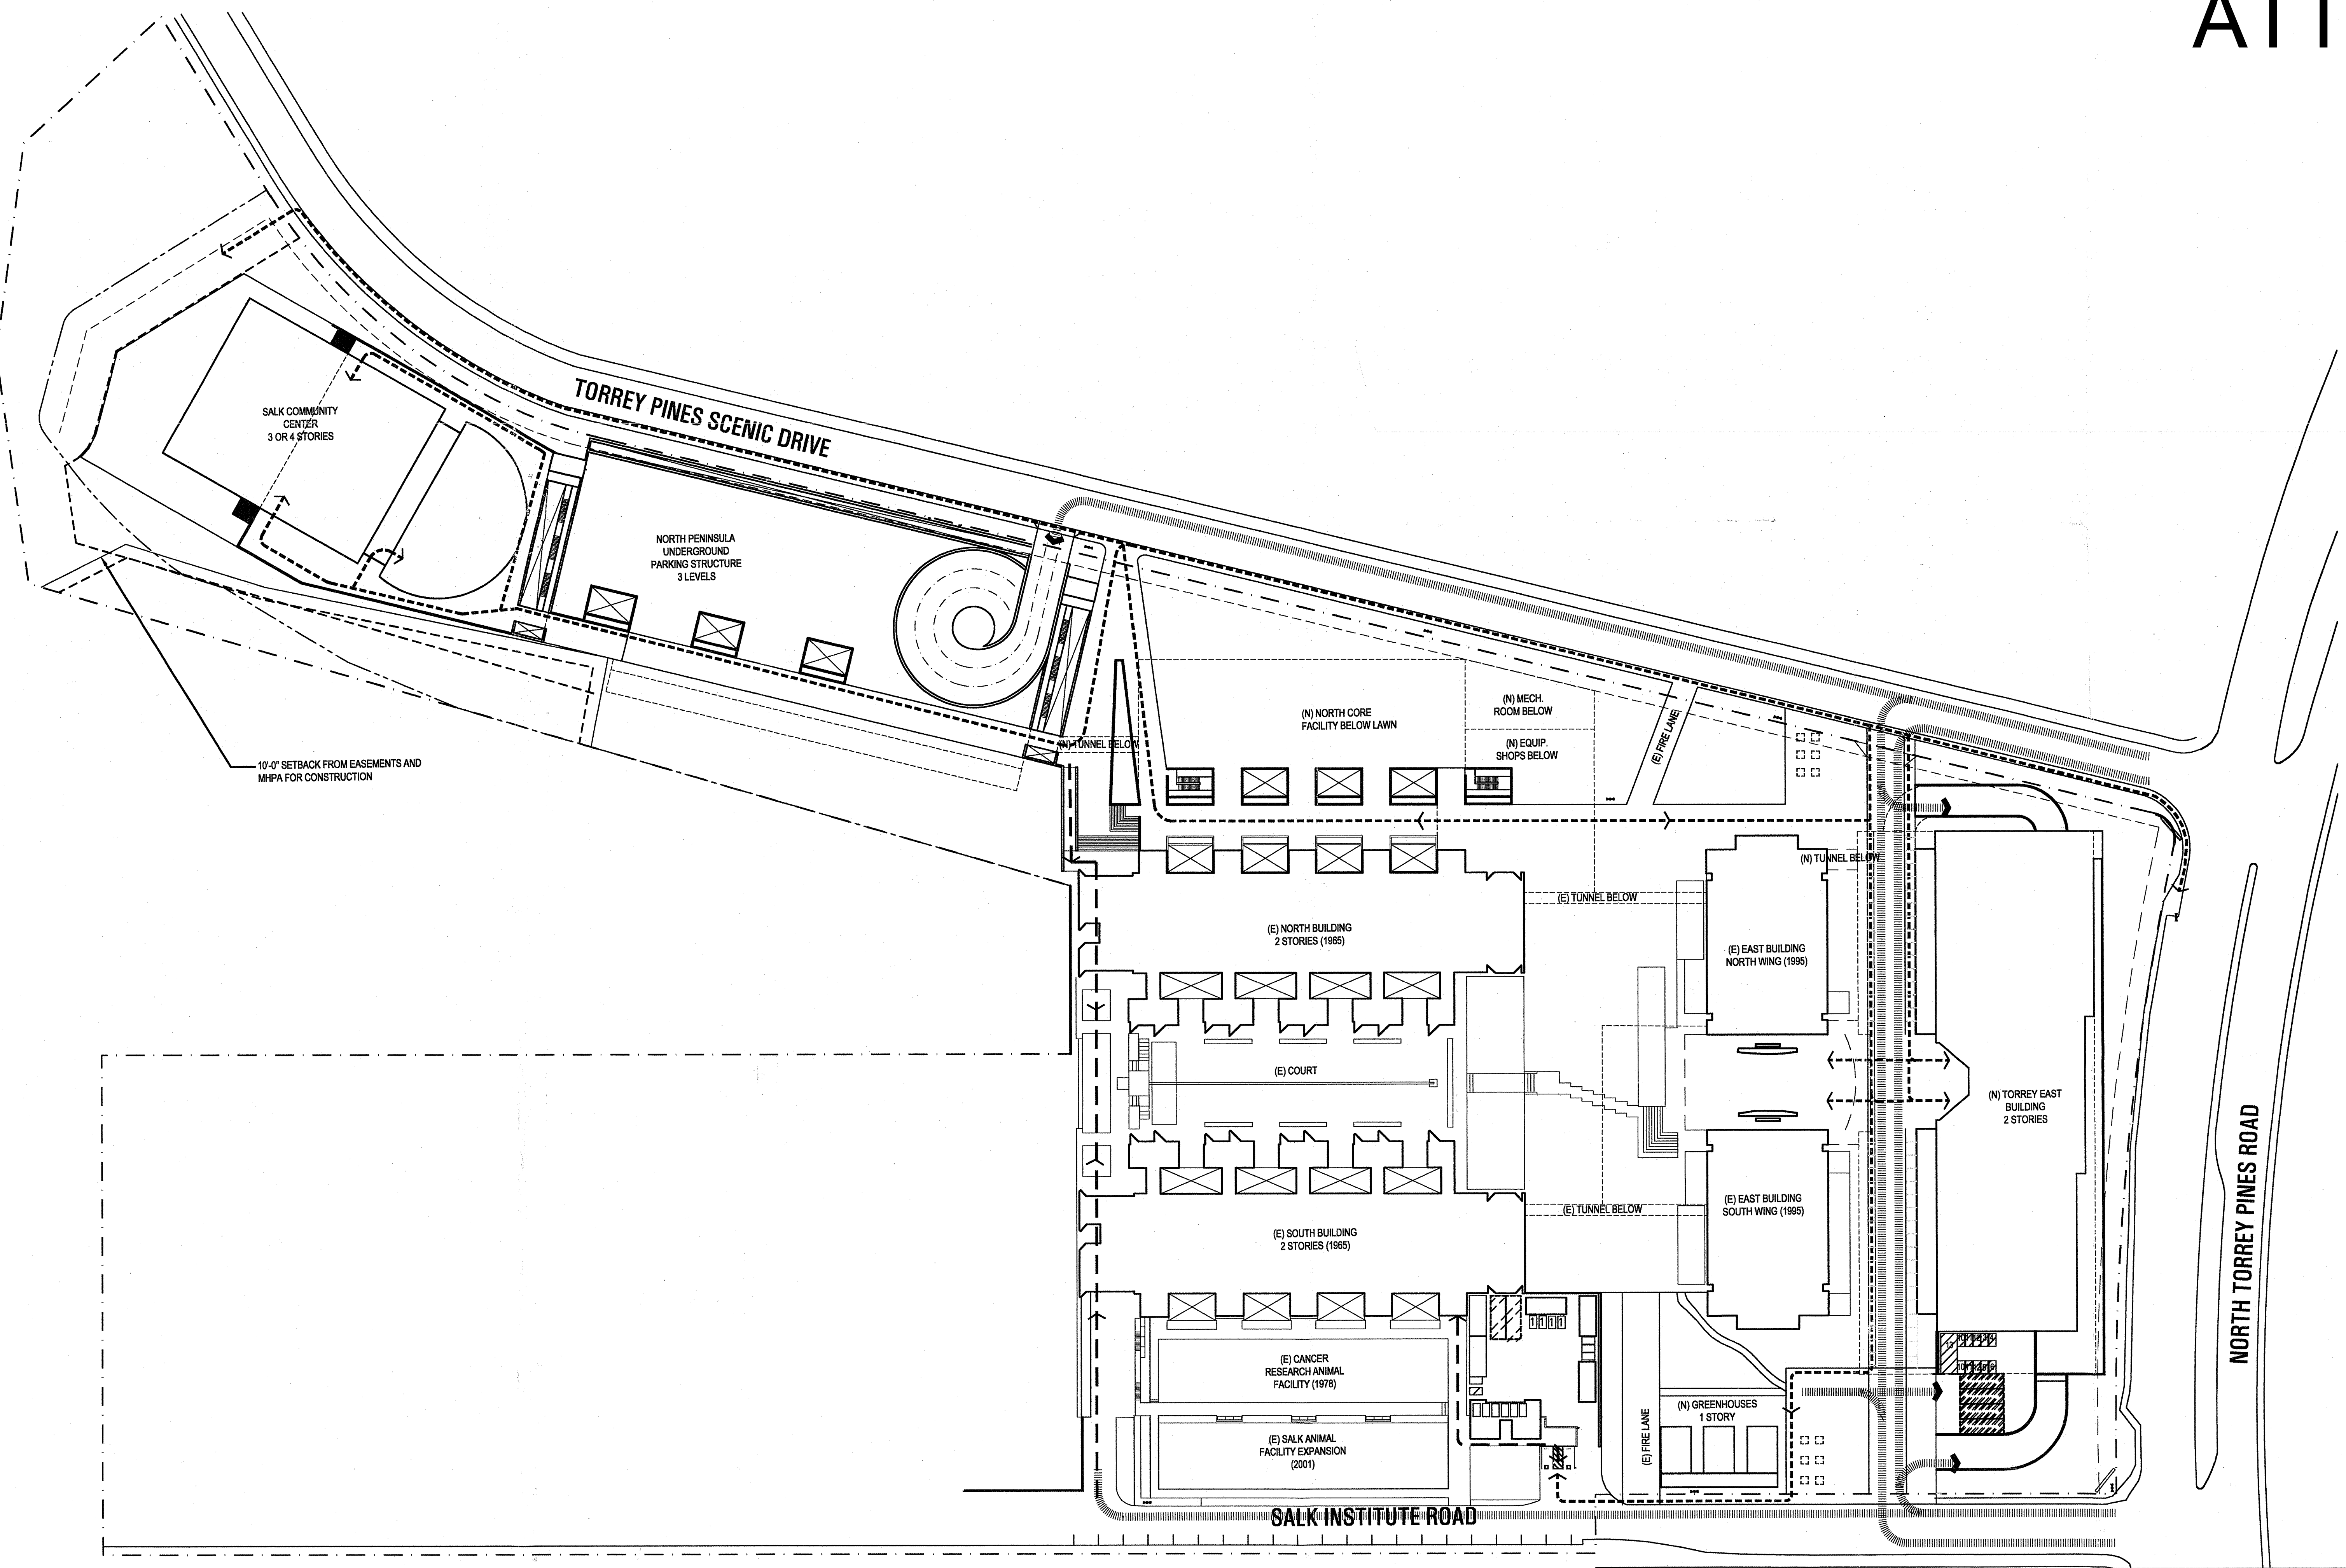 ATT
TORREY PINES SCENIC DRIVE
SALK COMMUNITY
CENTER
3 OR 4 STORIES
NORTH PENINSULA
UNDERGROUND
PARKING STRUCTURE
3 LEVELS
10'-0" SETBACK FROM EASEMENTS AND
MHPA FOR CONSTRUCTION
(N) TUNNEL BELOW
(N) NORTH CORE
FACILITY BELOW LAWN
(N) MECH.
ROOM BELOW
(N) EQUIP.
SHOPS BELOW
(E) FIRE LANE
(N) TUNNEL BELOW
(E) TUNNEL BELOW
(E) NORTH BUILDING
2 STORIES (1965)
(E) EAST BUILDING
NORTH WING (1995)
(E) COURT
(N) TORREY EAST
BUILDING
2 STORIES
NORTH TORREY PINES ROAD
(E) TUNNEL BELOW
(E) EAST BUILDING
SOUTH WING (1995)
(E) SOUTH BUILDING
2 STORIES (1965)
1 1 1 1
(E) CANCER
RESEARCH ANIMAL
FACILITY (1978)
(E) SALK ANIMAL
FACILITY EXPANSION
(2001)
(E) FIRE LANE
(N) GREENHOUSES
1 STORY
SALK INSTITUTE ROAD